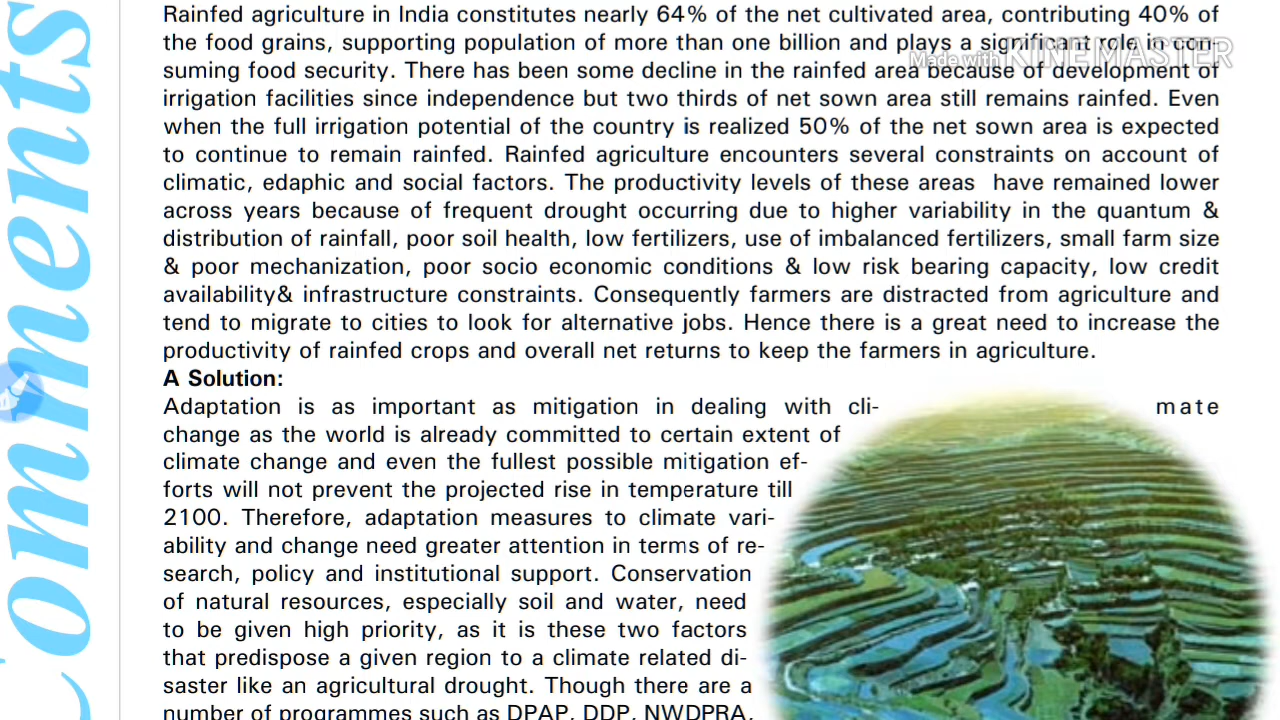 Comments
Rainfed agriculture in India constitutes nearly 64% of the net cultivated area, contributing 40% of
the food grains, supporting population of more than one billion and plays a significant role in con-
suming food security. There has been some decline in the rainfed area because of development of
irrigation facilities since independence but two thirds of net sown area still remains rainfed. Even
when the full irrigation potential of the country is realized 50% of the net sown area is expected
to continue to remain rainfed. Rainfed agriculture encounters several constraints on account of
climatic, edaphic and social factors. The productivity levels of these areas  have remained lower
across years because of frequent drought occurring due to higher variability in the quantum &
distribution of rainfall, poor soil health, low fertilizers, use of imbalanced fertilizers, small farm size
& poor mechanization, poor socio economic conditions & low risk bearing capacity, low credit
availability& infrastructure constraints. Consequently farmers are distracted from agriculture and
tend to migrate to cities to look for alternative jobs. Hence there is a great need to increase the
productivity of rainfed crops and overall net returns to keep the farmers in agriculture.
A Solution:
Adaptation is as important as mitigation in dealing with cli- mate
change as the world is already committed to certain extent of
climate change and even the fullest possible mitigation ef-
forts will not prevent the projected rise in temperature till
2100. Therefore, adaptation measures to climate vari-
ability and change need greater attention in terms of re-
search, policy and institutional support. Conservation
of natural resources, especially soil and water, need
to be given high priority, as it is these two factors
that predispose a given region to a climate related di-
saster like an agricultural drought. Though there are a
number of programmes such as DPAP, DDP, NWDPRA,
Made with KINEMASTER